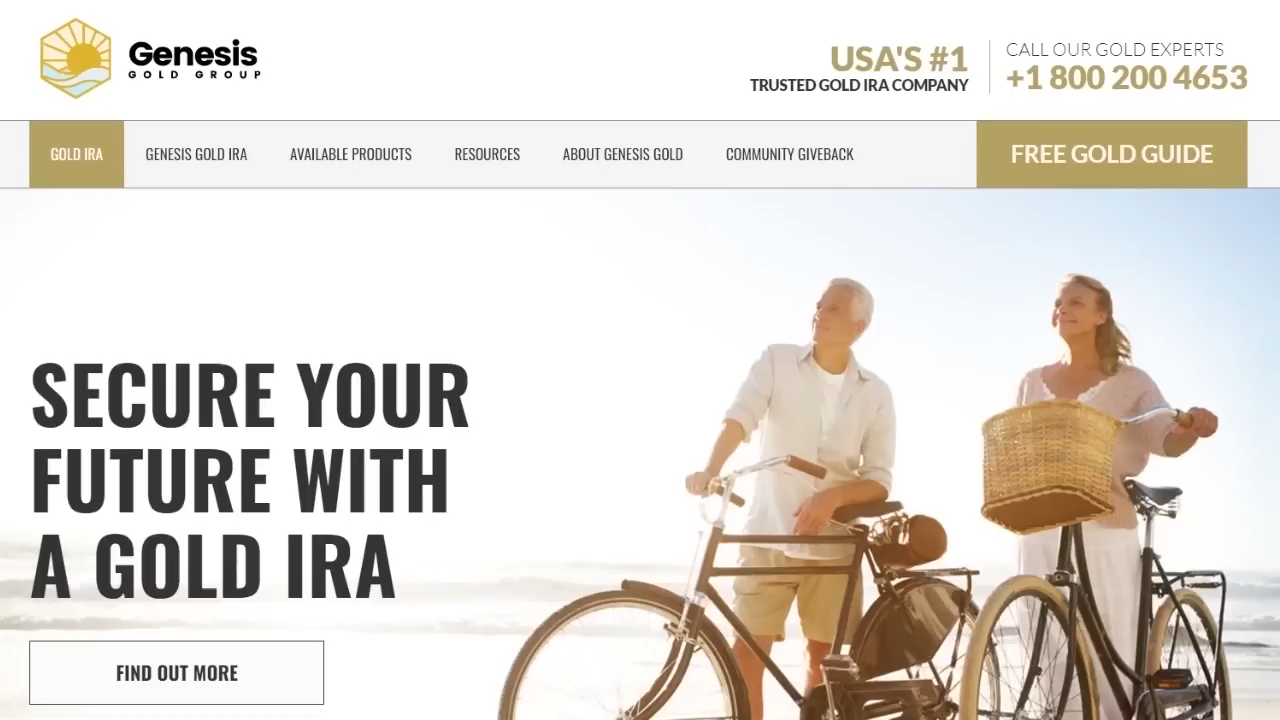 Genesis
GOLD GROUP
USA'S #1
TRUSTED GOLD IRA COMPANY
CALL OUR GOLD EXPERTS
+1 800 200 4653
GOLD IRA
GENESIS GOLD IRA
AVAILABLE PRODUCTS
RESOURCES
ABOUT GENESIS GOLD
COMMUNITY GIVEBACK
FREE GOLD GUIDE
SECURE YOUR
FUTURE WITH
A GOLD IRA
FIND OUT MORE